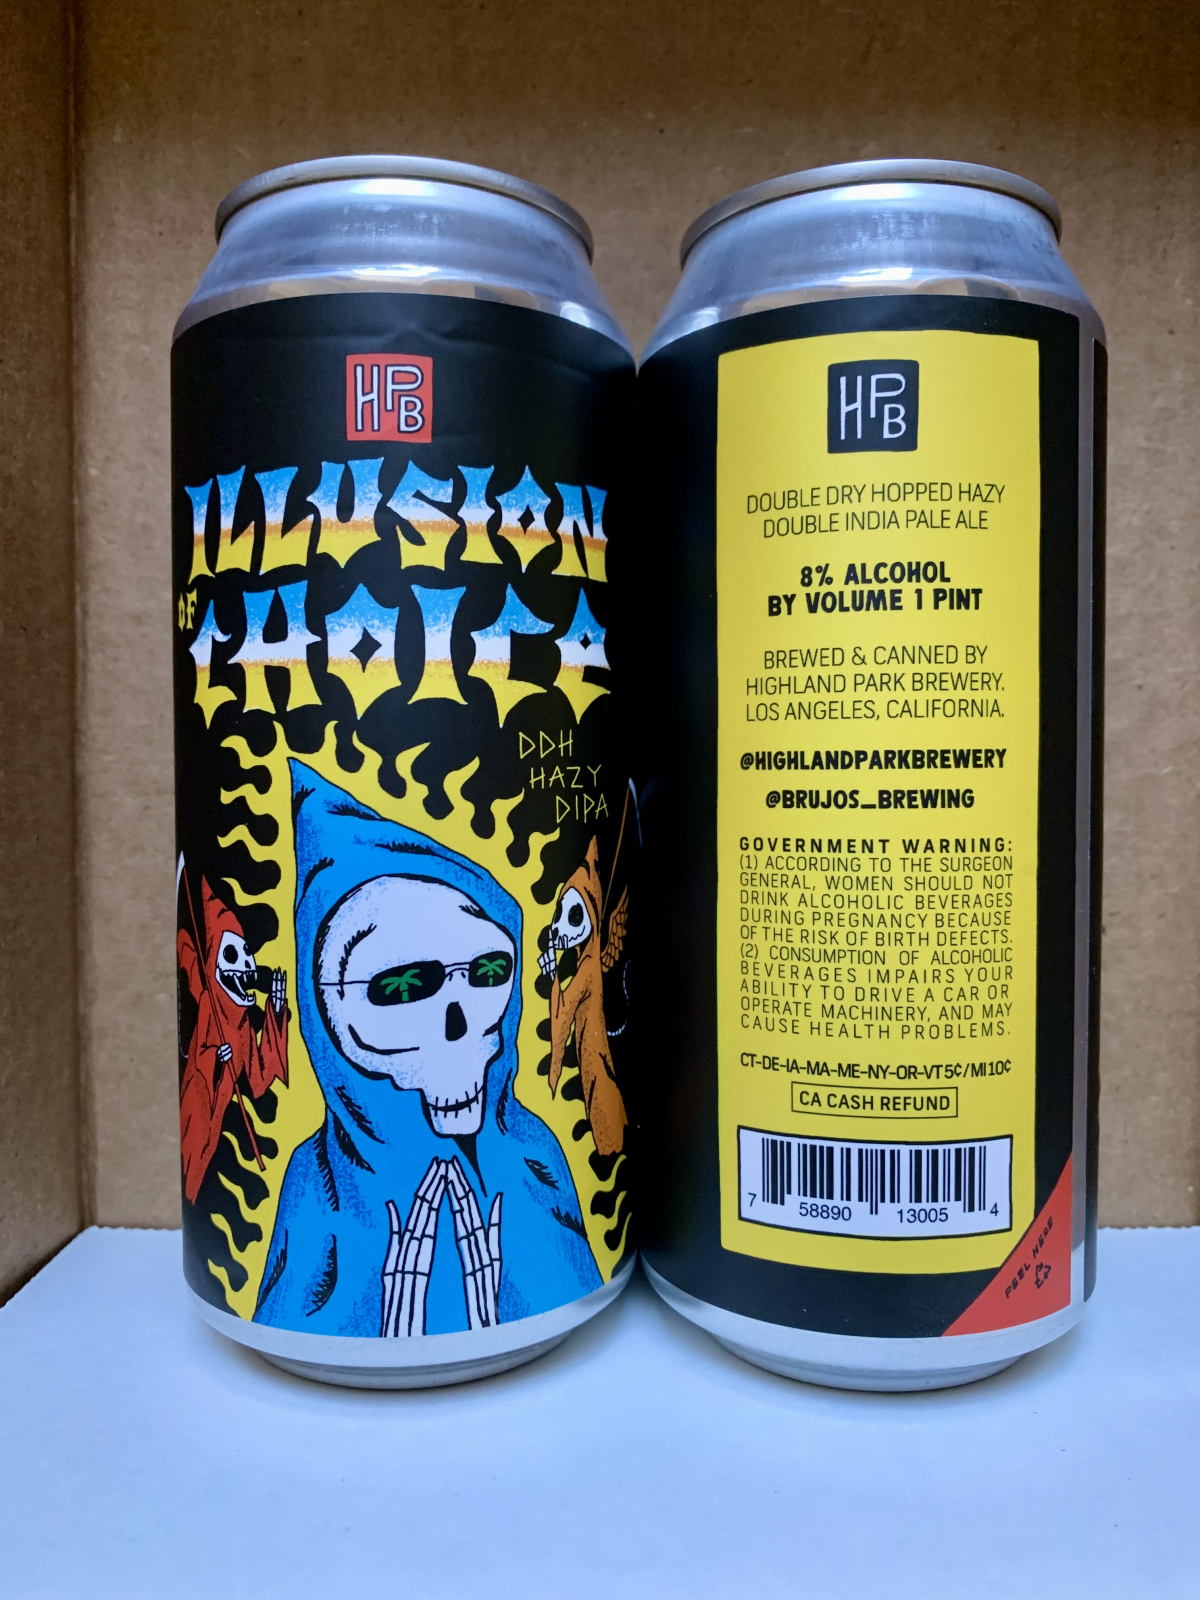 HPB
ILLUSION
OF
CHOICE
DDH
HAZY
DIPA
HPB
DOUBLE DRY HOPPED HAZY
DOUBLE INDIA PALE ALE
8% ALCOHOL
BY VOLUME 1 PINT
BREWED & CANNED BY
HIGHLAND PARK BREWERY.
LOS ANGELES, CALIFORNIA.
@HIGHLANDPARKBREWERY
@BRUJOS_BREWING
GOVERNMENT WARNING:
(1) ACCORDING TO THE SURGEON
GENERAL, WOMEN SHOULD NOT
DRINK ALCOHOLIC BEVERAGES
DURING PREGNANCY BECAUSE
OF THE RISK OF BIRTH DEFECTS.
(2) CONSUMPTION OF ALCOHOLIC
BEVERAGES IMPAIRS YOUR
ABILITY TO DRIVE A CAR OR
OPERATE MACHINERY, AND MAY
CAUSE HEALTH PROBLEMS.
CT-DE-IA-MA-ME-NY-OR-VT 5¢/MI 10¢
CA CASH REFUND
7 58890 13005 4
PEEL HERE